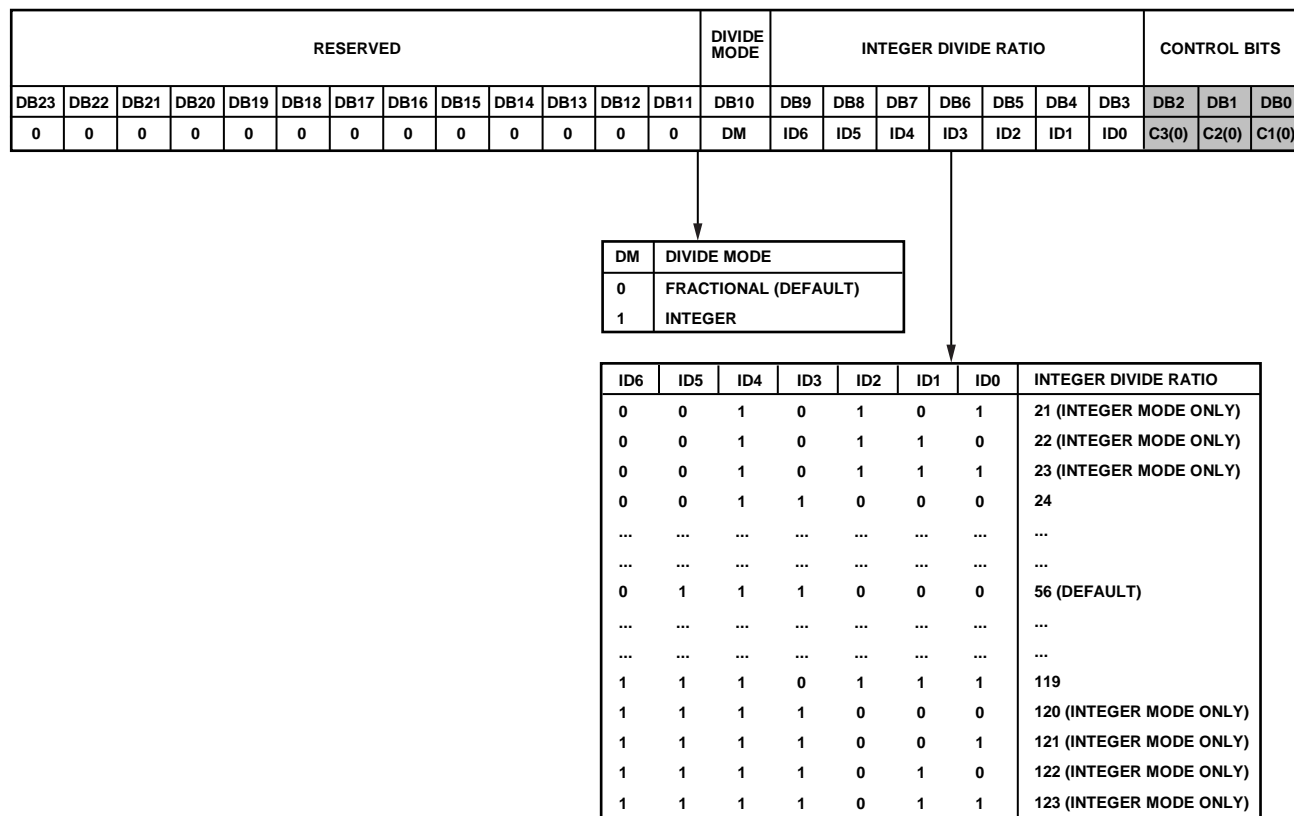 RESERVED DIVIDE MODE INTEGER DIVIDE RATIO CONTROL BITS
DB23 DB22 DB21 DB20 DB19 DB18 DB17 DB16 DB15 DB14 DB13 DB12 DB11 DB10 DB9 DB8 DB7 DB6 DB5 DB4 DB3 DB2 DB1 DB0
0 0 0 0 0 0 0 0 0 0 0 0 0 DM ID6 ID5 ID4 ID3 ID2 ID1 ID0 C3(0) C2(0) C1(0)
DM DIVIDE MODE
0 FRACTIONAL (DEFAULT)
1 INTEGER
ID6 ID5 ID4 ID3 ID2 ID1 ID0 INTEGER DIVIDE RATIO
0 0 1 0 1 0 1 21 (INTEGER MODE ONLY)
0 0 1 0 1 1 0 22 (INTEGER MODE ONLY)
0 0 1 0 1 1 1 23 (INTEGER MODE ONLY)
0 0 1 1 0 0 0 24
... ... ... ... ... ... ... ...
... ... ... ... ... ... ... ...
0 1 1 1 0 0 0 56 (DEFAULT)
... ... ... ... ... ... ... ...
... ... ... ... ... ... ... ...
1 1 1 0 1 1 1 119
1 1 1 1 0 0 0 120 (INTEGER MODE ONLY)
1 1 1 1 0 0 1 121 (INTEGER MODE ONLY)
1 1 1 1 0 1 0 122 (INTEGER MODE ONLY)
1 1 1 1 0 1 1 123 (INTEGER MODE ONLY)